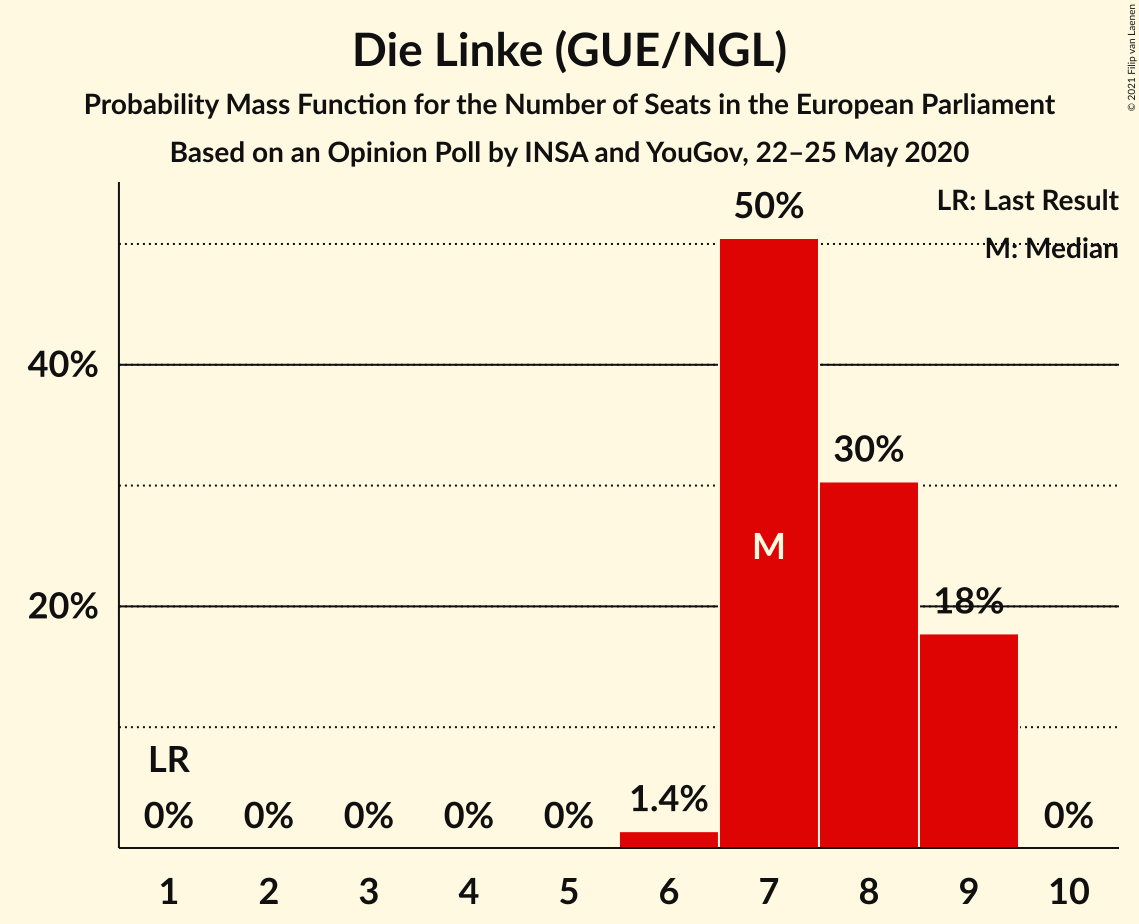 Die Linke (GUE/NGL)
Probability Mass Function for the Number of Seats in the European Parliament
Based on an Opinion Poll by INSA and YouGov, 22–25 May 2020
© 2021 Filip van Laenen
LR: Last Result
M: Median
50%
40%
30%
M
20%
18%
LR
0%
0%
0%
0%
0%
1.4%
0%
1
2
3
4
5
6
7
8
9
10